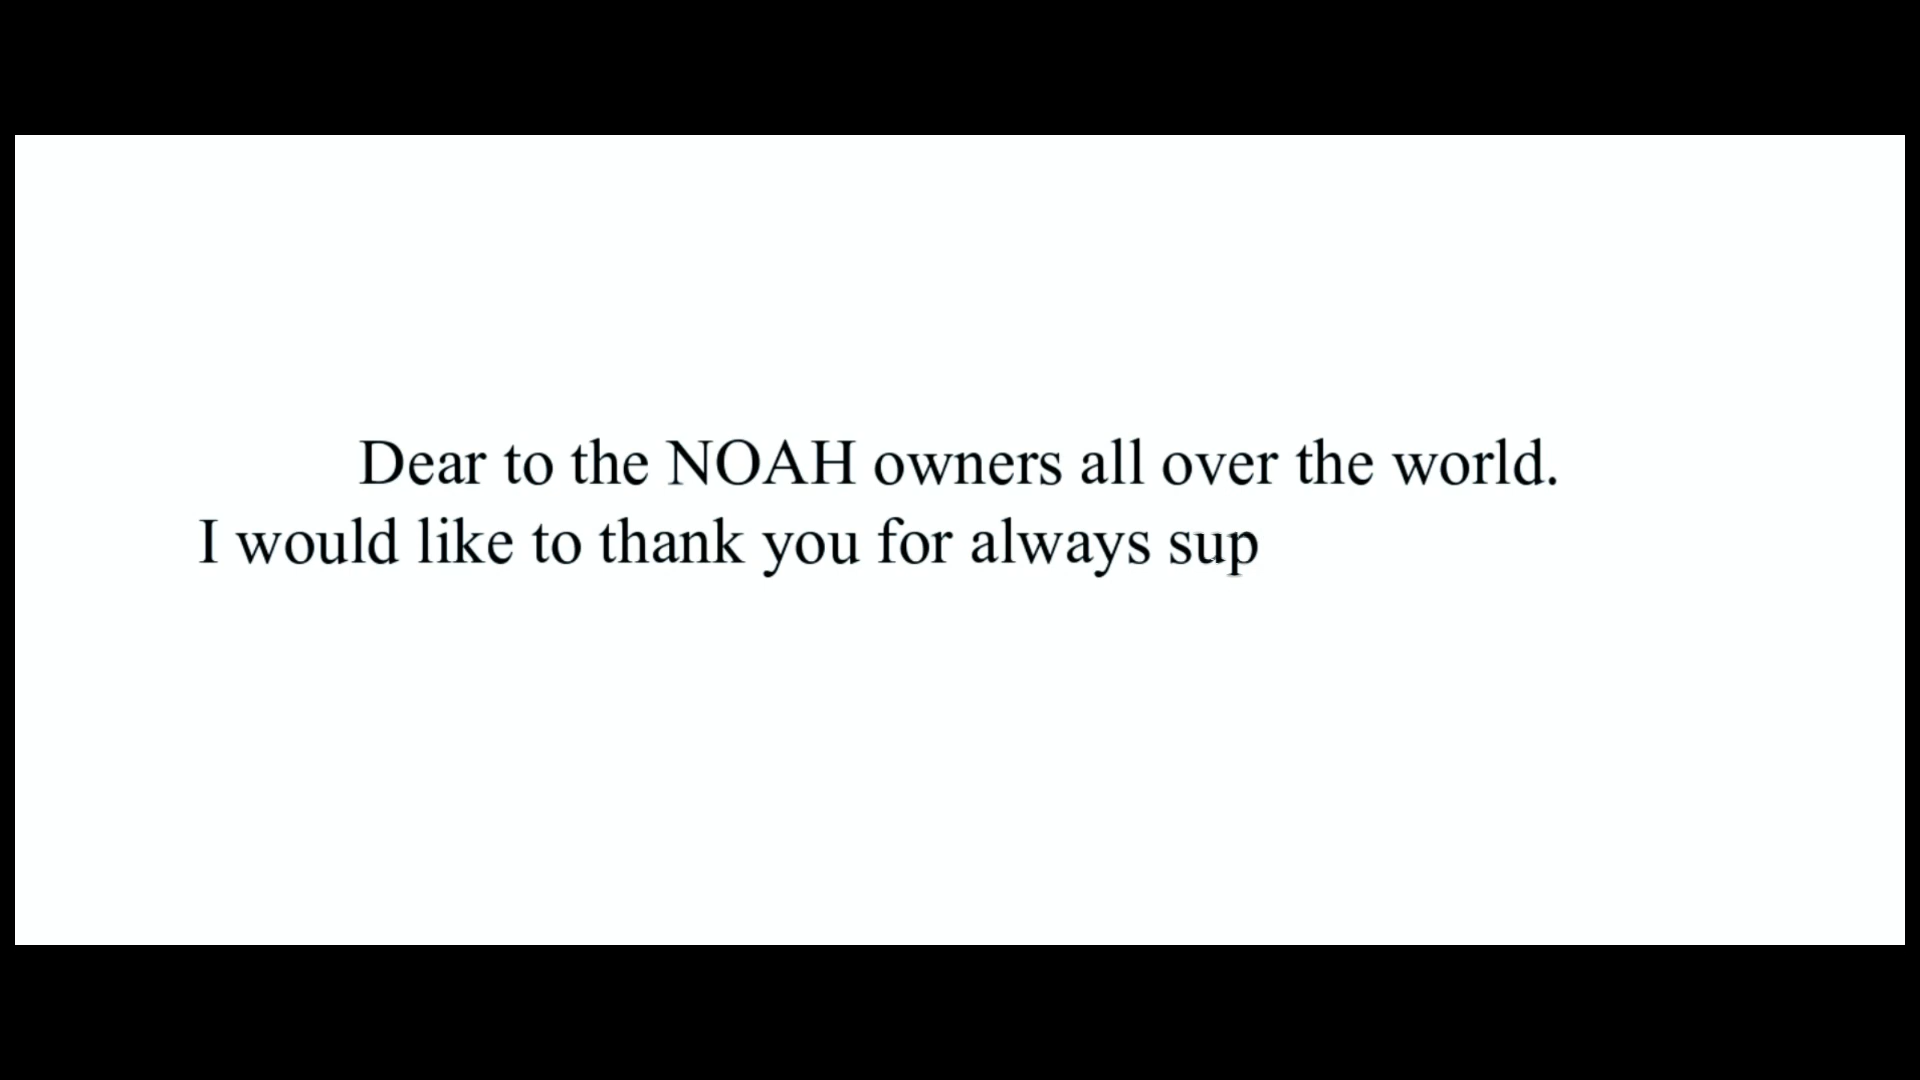 Dear to the NOAH owners all over the world.
I would like to thank you for always sup